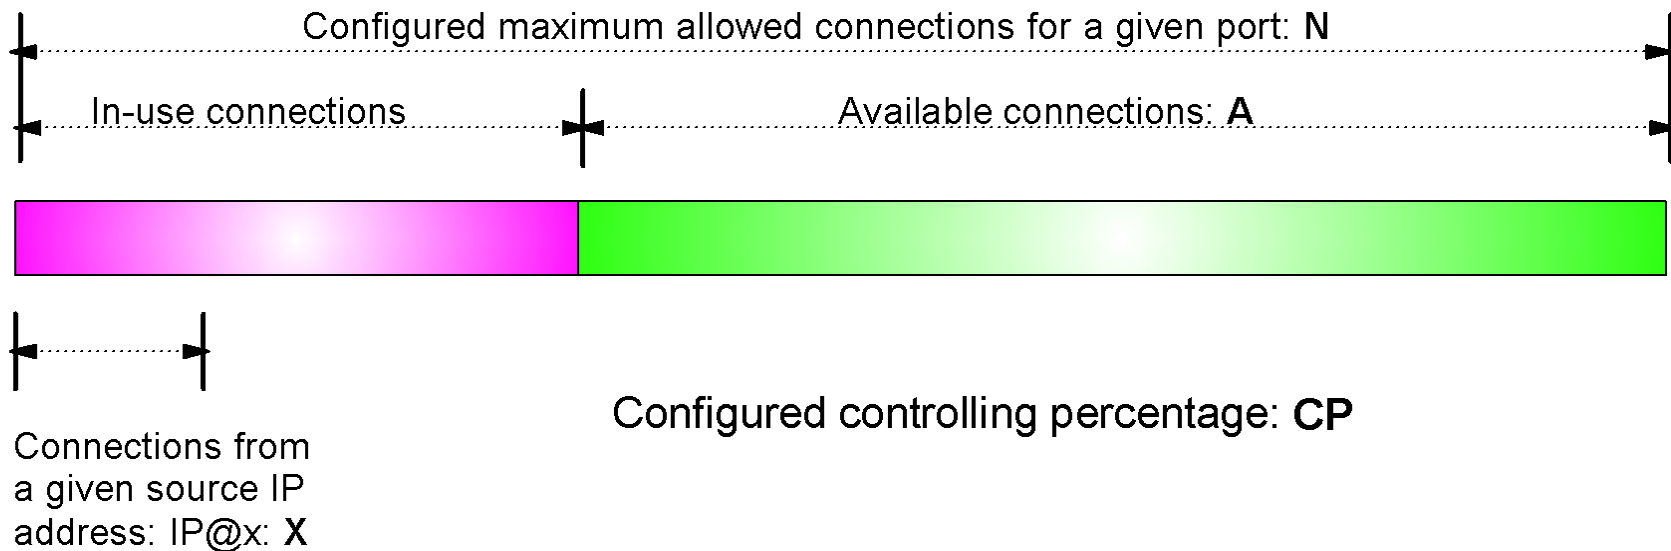 Configured maximum allowed connections for a given port: N
In-use connections
Available connections: A
Configured controlling percentage: CP
Connections from
a given source IP
address: IP@x: X